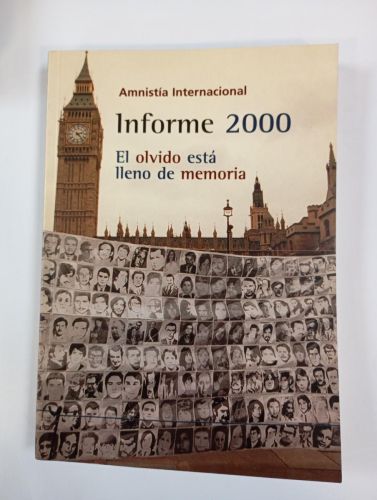 Amnistía Internacional
Informe 2000
El olvido está
lleno de memoria